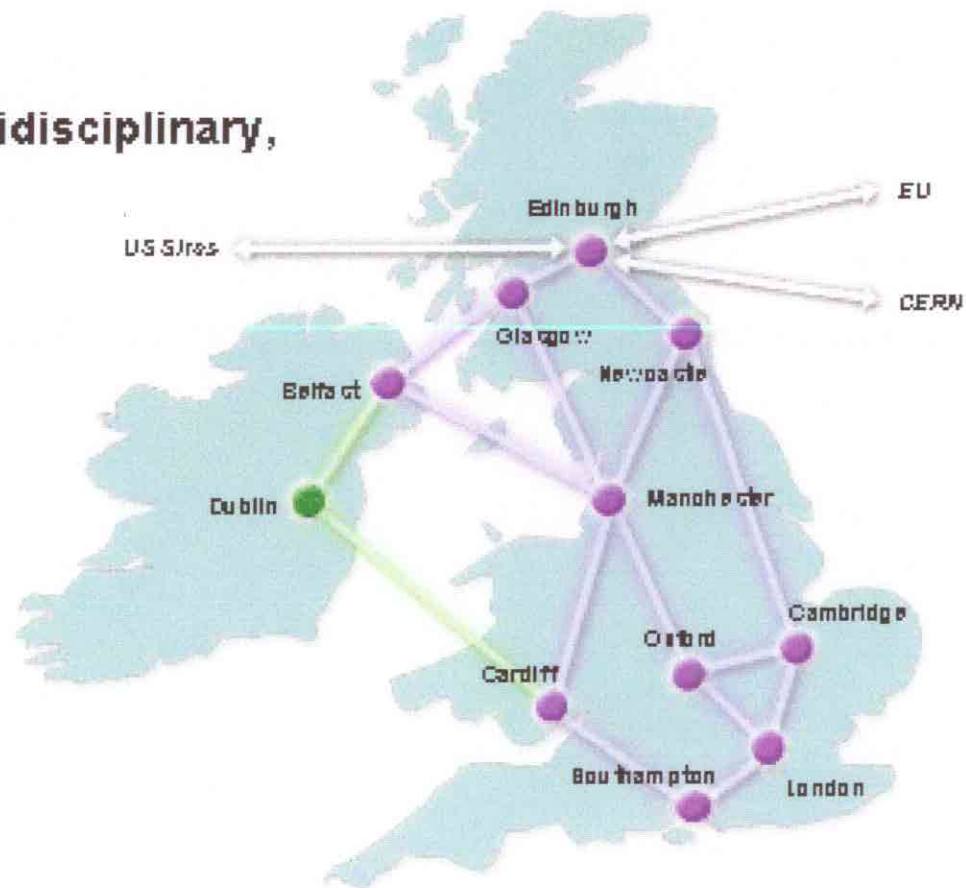 idisciplinary,
Edinburgh
EU
US Sites
CERN
Glasgow
Newcastle
Belfast
Dublin
Manchester
Cambridge
Oxford
Cardiff
Southampton
London